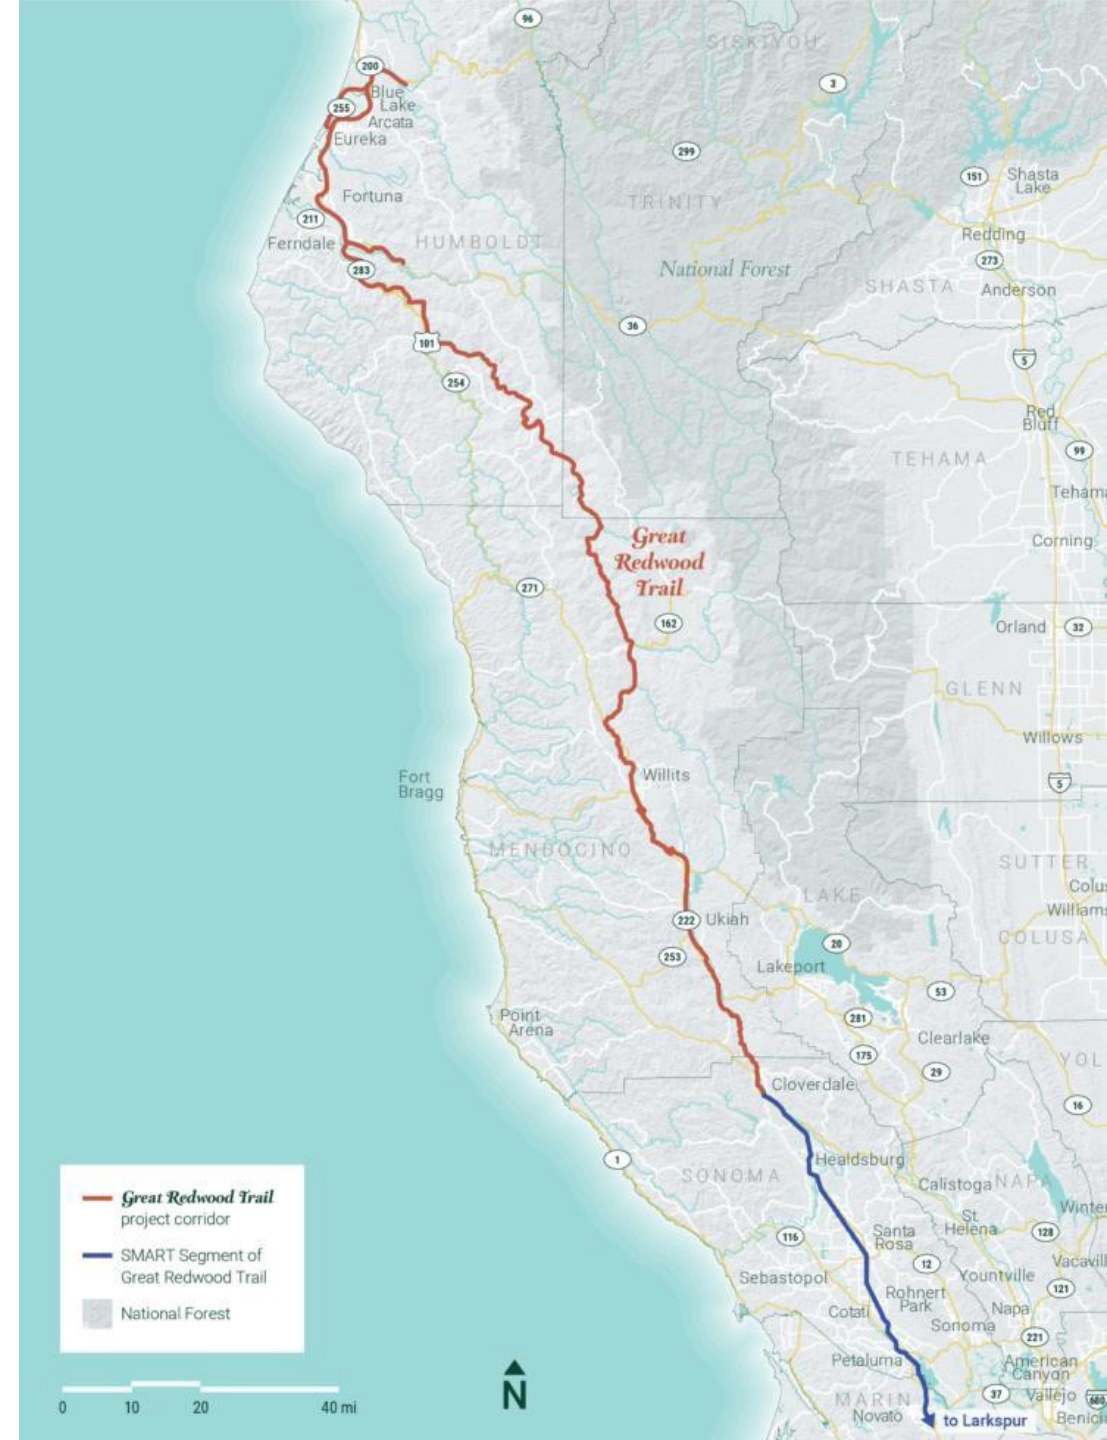 96
SISKIYOU
200
3
Blue
Lake
255
Arcata
Eureka
299
151
Shasta
Lake
Fortuna
TRINITY
211
Redding
Ferndale
HUMBOLDT
273
283
National Forest
SHASTA
Anderson
36
101
5
254
Red
Bluff
99
TEHAMA
Tehama
Corning
Great
Redwood
Trail
271
162
Orland
32
GLENN
Willows
Fort
Bragg
Willits
5
MENDOCINO
SUTTER
Colus
LAKE
Williams
222
Ukiah
COLUSA
20
253
Lakeport
53
Point
Arena
281
Clearlake
175
YOL
29
Cloverdale
16
1
Healdsburg
SONOMA
Calistoga
NAPA
Winter
St.
Helena
116
Santa
Rosa
128
12
Vacavill
Sebastopol
Yountville
121
Rohnert
Park
Cotati
Napa
Sonoma
221
Petaluma
American
Canyon
MARIN
37
Vallejo
680
Novato
to Larkspur
Benici
Great Redwood Trail
project corridor
SMART Segment of
Great Redwood Trail
National Forest
0 10 20 40 mi
N